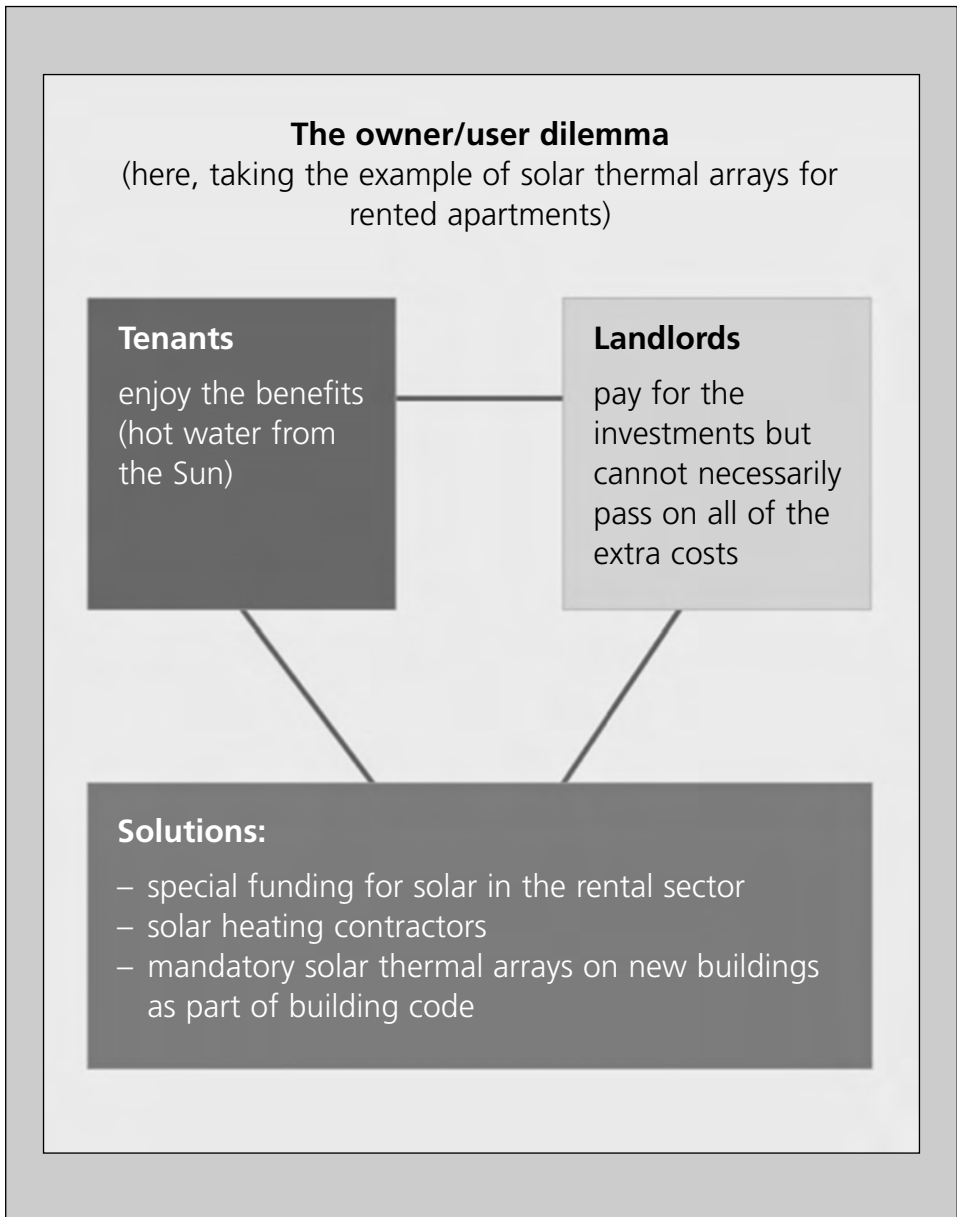 The owner/user dilemma
(here, taking the example of solar thermal arrays for
rented apartments)
Tenants
enjoy the benefits
(hot water from
the Sun)
Landlords
pay for the
investments but
cannot necessarily
pass on all of the
extra costs
Solutions:
– special funding for solar in the rental sector
– solar heating contractors
– mandatory solar thermal arrays on new buildings
as part of building code